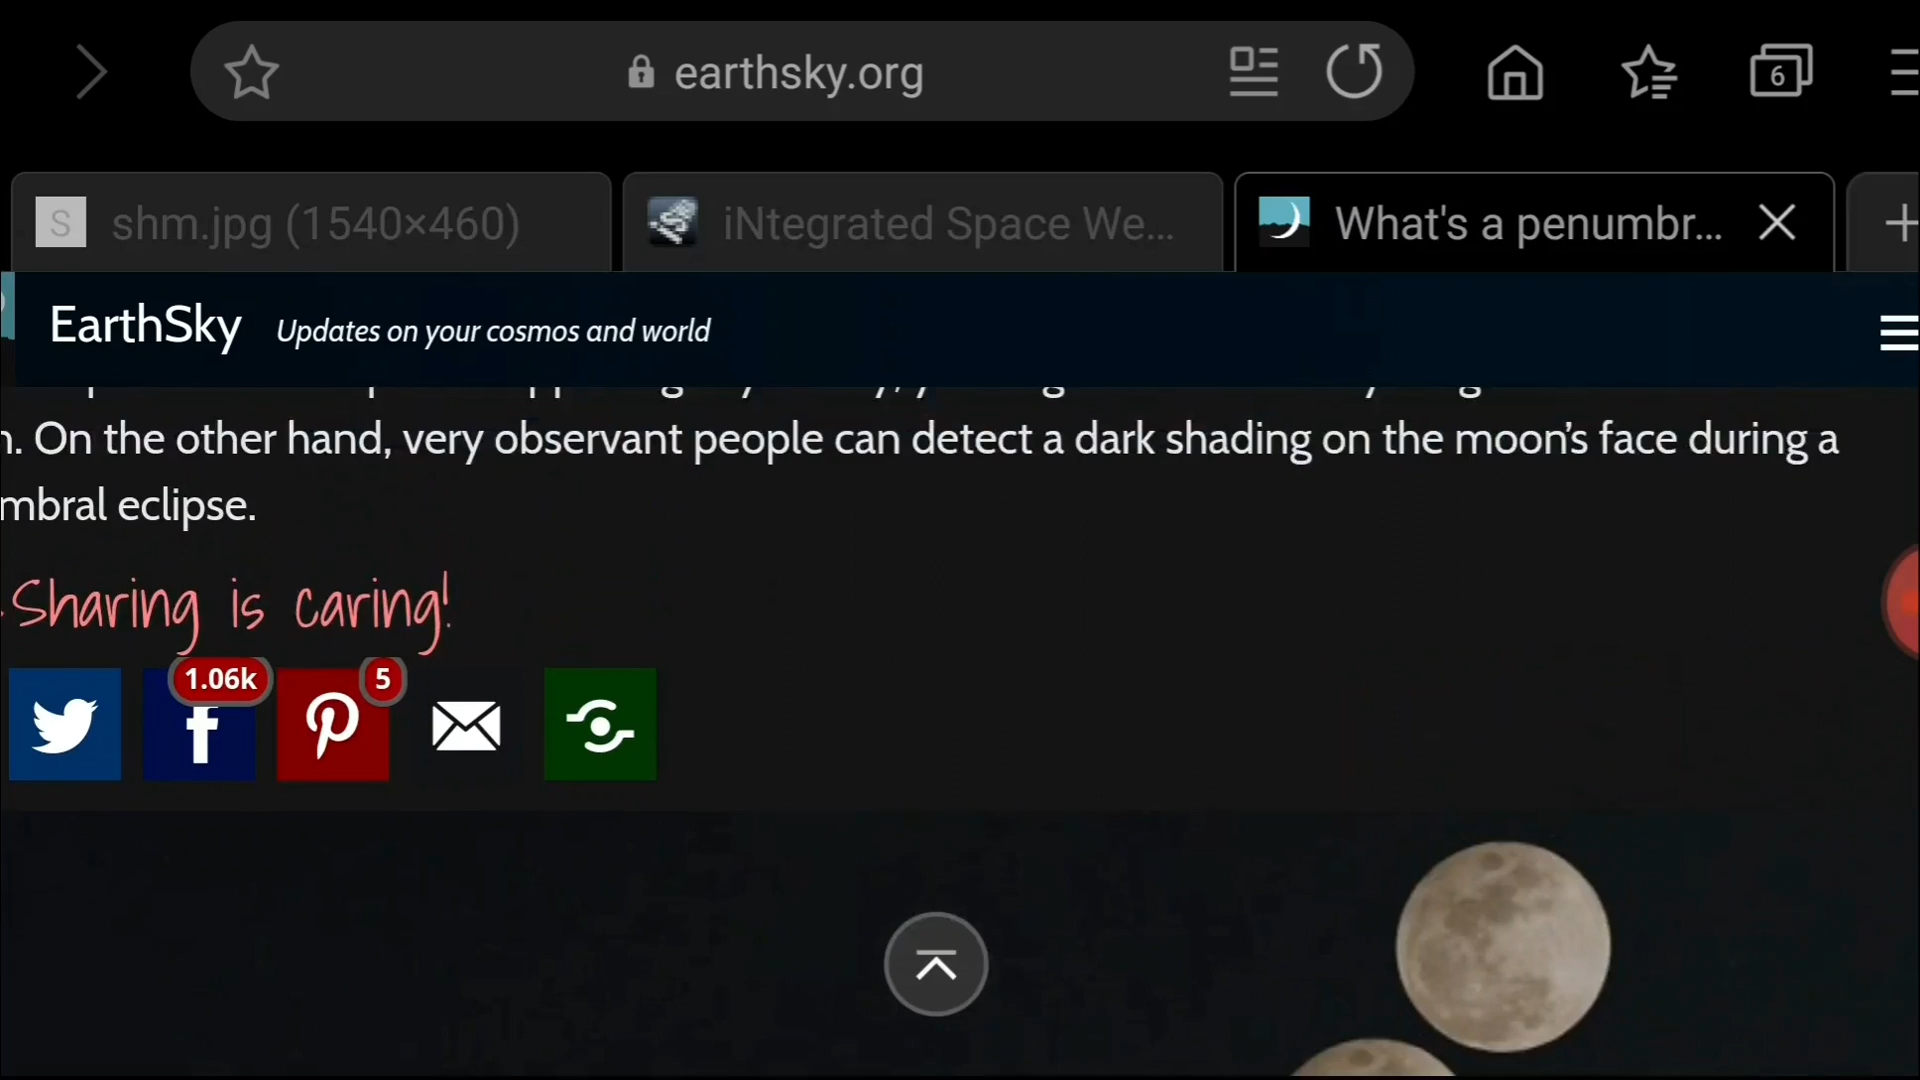 earthsky.org
6
S shm.jpg (1540×460)
iNtegrated Space We...
What's a penumbr...
EarthSky Updates on your cosmos and world
n. On the other hand, very observant people can detect a dark shading on the moon's face during a
mbral eclipse.
Sharing is caring!
1.06k
5